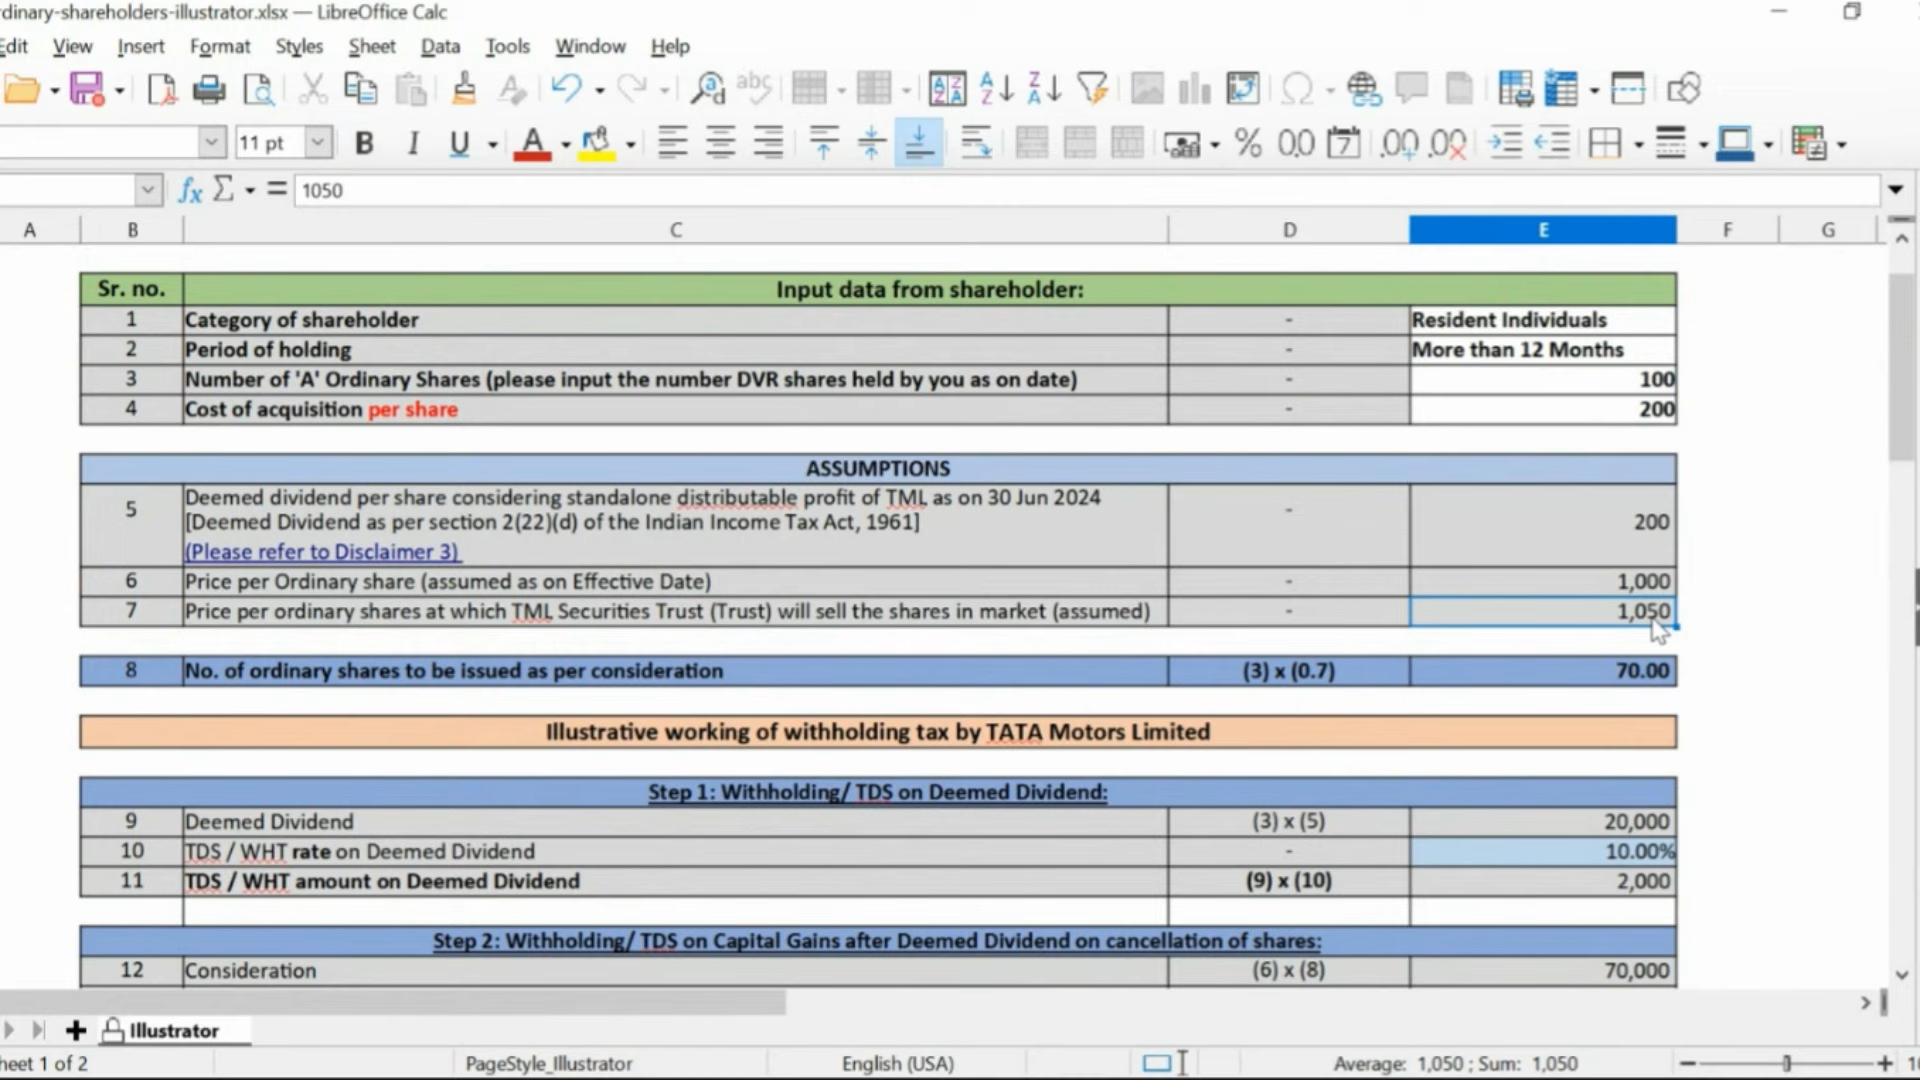 dinary-shareholders-illustrator.xlsx — LibreOffice Calc
Edit View Insert Format Styles Sheet Data Tools Window Help
11 pt
1050
A B C D E F G
Sr. no. Input data from shareholder:
1 Category of shareholder - Resident Individuals
2 Period of holding - More than 12 Months
3 Number of 'A' Ordinary Shares (please input the number DVR shares held by you as on date) - 100
4 Cost of acquisition per share - 200
ASSUMPTIONS
Deemed dividend per share considering standalone distributable profit of TML as on 30 Jun 2024
5 [Deemed Dividend as per section 2(22)(d) of the Indian Income Tax Act, 1961] - 200
(Please refer to Disclaimer 3)
6 Price per Ordinary share (assumed as on Effective Date) - 1,000
7 Price per ordinary shares at which TML Securities Trust (Trust) will sell the shares in market (assumed) - 1,050
8 No. of ordinary shares to be issued as per consideration (3) x (0.7) 70.00
Illustrative working of withholding tax by TATA Motors Limited
Step 1: Withholding/ TDS on Deemed Dividend:
9 Deemed Dividend (3) x (5) 20,000
10 TDS / WHT rate on Deemed Dividend - 10.00%
11 TDS / WHT amount on Deemed Dividend (9) x (10) 2,000
Step 2: Withholding/ TDS on Capital Gains after Deemed Dividend on cancellation of shares:
12 Consideration (6) x (8) 70,000
Illustrator
heet 1 of 2 PageStyle_Illustrator English (USA) Average: 1,050 ; Sum: 1,050